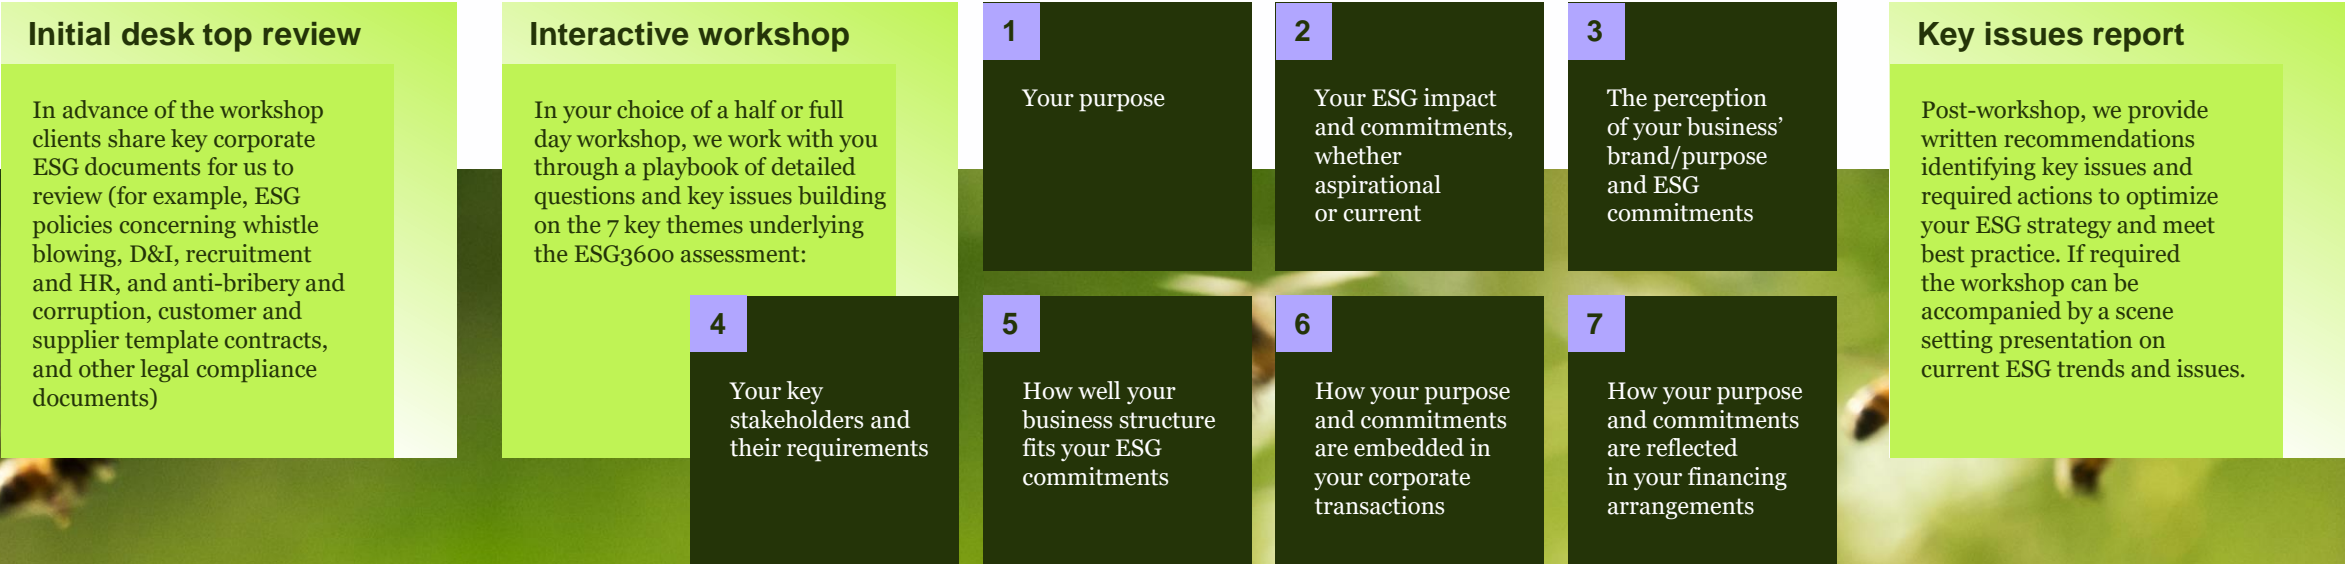 Initial desk top review
In advance of the workshop
clients share key corporate
ESG documents for us to
review (for example, ESG
policies concerning whistle
blowing, D&I, recruitment
and HR, and anti-bribery and
corruption, customer and
supplier template contracts,
and other legal compliance
documents)
Interactive workshop
In your choice of a half or full
day workshop, we work with you
through a playbook of detailed
questions and key issues building
on the 7 key themes underlying
the ESG360o assessment:
1
Your purpose
2
Your ESG impact
and commitments,
whether
aspirational
or current
3
The perception
of your business’
brand/purpose
and ESG
commitments
4
Your key
stakeholders and
their requirements
5
How well your
business structure
fits your ESG
commitments
6
How your purpose
and commitments
are embedded in
your corporate
transactions
7
How your purpose
and commitments
are reflected
in your financing
arrangements
Key issues report
Post-workshop, we provide
written recommendations
identifying key issues and
required actions to optimize
your ESG strategy and meet
best practice. If required
the workshop can be
accompanied by a scene
setting presentation on
current ESG trends and issues.